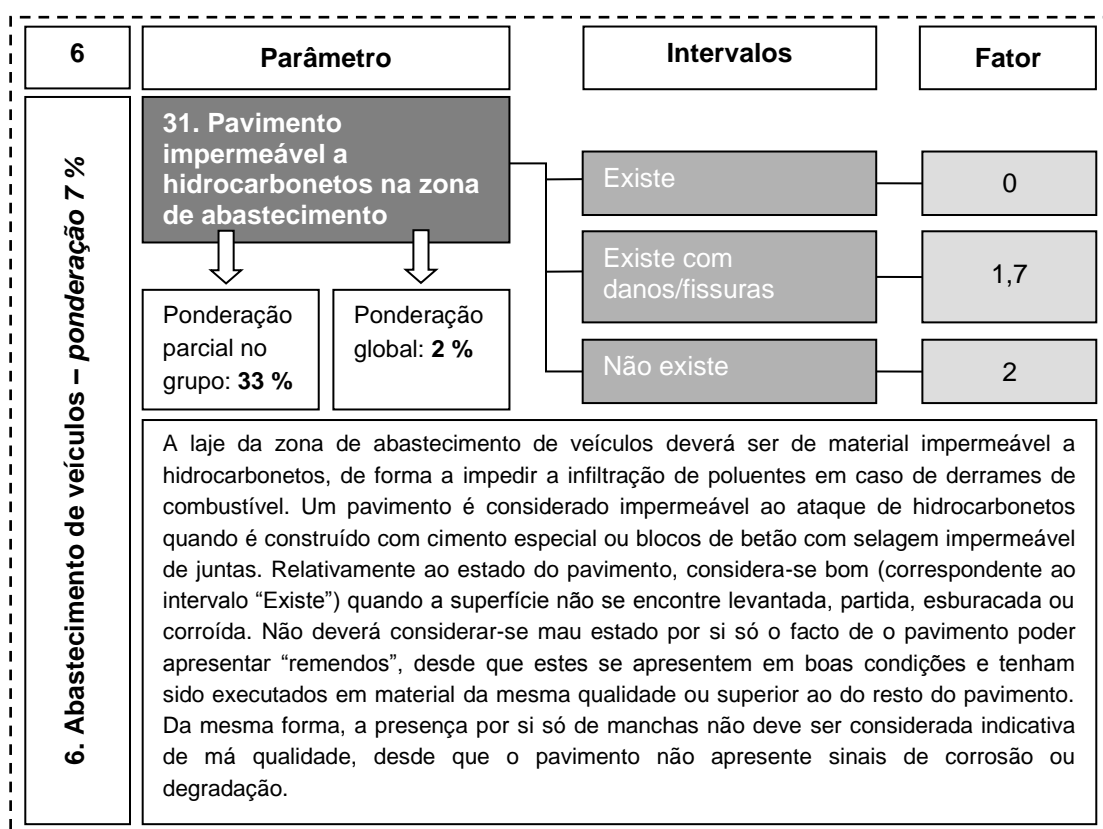 6
Parâmetro
Intervalos
Fator
6. Abastecimento de veículos – ponderação 7 %
31. Pavimento
impermeável a
hidrocarbonetos na zona
de abastecimento
Existe
0
Existe com
danos/fissuras
1,7
Não existe
2
Ponderação
parcial no
grupo: 33 %
Ponderação
global: 2 %
A laje da zona de abastecimento de veículos deverá ser de material impermeável a
hidrocarbonetos, de forma a impedir a infiltração de poluentes em caso de derrames de
combustível. Um pavimento é considerado impermeável ao ataque de hidrocarbonetos
quando é construído com cimento especial ou blocos de betão com selagem impermeável
de juntas. Relativamente ao estado do pavimento, considera-se bom (correspondente ao
intervalo “Existe”) quando a superfície não se encontre levantada, partida, esburacada ou
corroída. Não deverá considerar-se mau estado por si só o facto de o pavimento poder
apresentar “remendos”, desde que estes se apresentem em boas condições e tenham
sido executados em material da mesma qualidade ou superior ao do resto do pavimento.
Da mesma forma, a presença por si só de manchas não deve ser considerada indicativa
de má qualidade, desde que o pavimento não apresente sinais de corrosão ou
degradação.